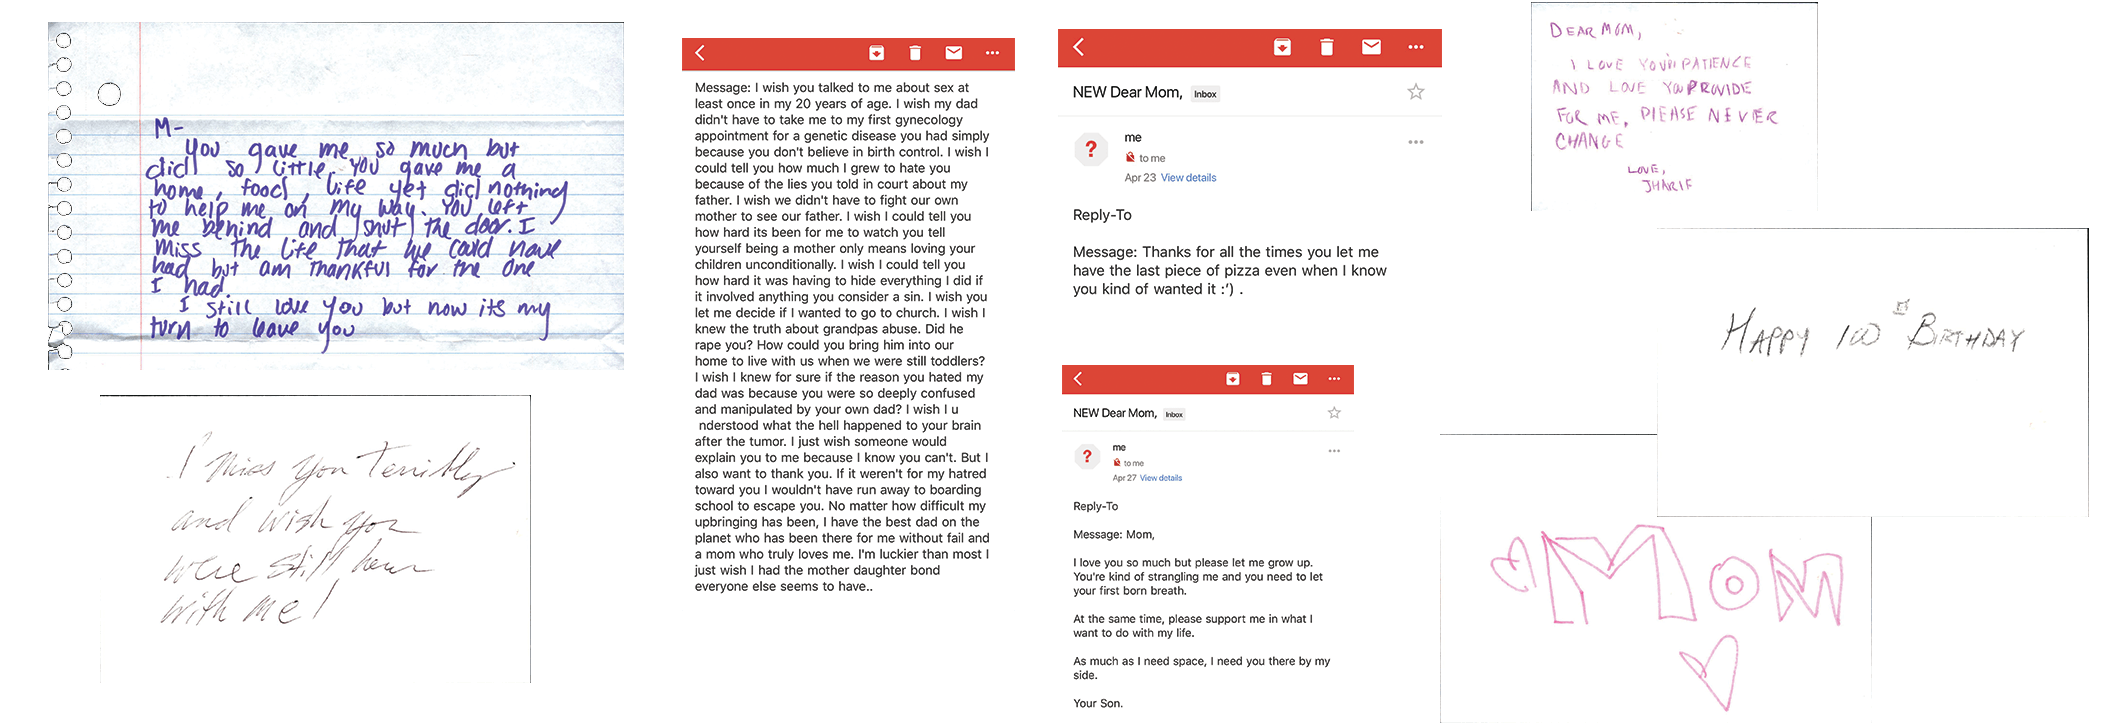 M-
You gave me so much but
did so little. You gave me a
home, food, life yet did nothing
to help me on my way. You left
me behind and shut the door. I
miss the life that we could have
had but am thankful for the one
I had.
I still love you but now its my
turn to leave you
I miss you terribly
and wish you
were still here
with me!
Message: I wish you talked to me about sex at
least once in my 20 years of age. I wish my dad
didn't have to take me to my first gynecology
appointment for a genetic disease you had simply
because you don't believe in birth control. I wish I
could tell you how much I grew to hate you
because of the lies you told in court about my
father. I wish we didn't have to fight our own
mother to see our father. I wish I could tell you
how hard its been for me to watch you tell
yourself being a mother only means loving your
children unconditionally. I wish I could tell you
how hard it was having to hide everything I did if
it involved anything you consider a sin. I wish you
let me decide if I wanted to go to church. I wish I
knew the truth about grandpas abuse. Did he
rape you? How could you bring him into our
home to live with us when we were still toddlers?
I wish I knew for sure if the reason you hated my
dad was because you were so deeply confused
and manipulated by your own dad? I wish I u
nderstood what the hell happened to your brain
after the tumor. I just wish someone would
explain you to me because I know you can't. But I
also want to thank you. If it weren't for my hatred
toward you I wouldn't have run away to boarding
school to escape you. No matter how difficult my
upbringing has been, I have the best dad on the
planet who has been there for me without fail and
a mom who truly loves me. I'm luckier than most I
just wish I had the mother daughter bond
everyone else seems to have..
NEW Dear Mom, Inbox
me
to me
Apr 23 View details
Reply-To
Message: Thanks for all the times you let me
have the last piece of pizza even when I know
you kind of wanted it :') .
NEW Dear Mom, Inbox
me
to me
Apr 27 View details
Reply-To
Message: Mom,
I love you so much but please let me grow up.
You're kind of strangling me and you need to let
your first born breath.
At the same time, please support me in what I
want to do with my life.
As much as I need space, I need you there by my
side.
Your Son.
DEAR MOM,
I LOVE YOUR PATIENCE
AND LOVE YOU PROVIDE
FOR ME, PLEASE NEVER
CHANGE
LOVE,
JHARIF
HAPPY 100th BIRTHDAY
MOM